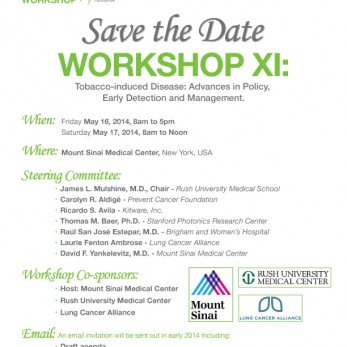 WORKSHOP
Save the Date
WORKSHOP XI:
Tobacco-induced Disease: Advances in Policy,
Early Detection and Management.
When: Friday May 16, 2014, 8am to 5pm
Saturday May 17, 2014, 8am to Noon
Where: Mount Sinai Medical Center, New York, USA
Steering Committee:
· James L. Mulshine, M.D., Chair - Rush University Medical School
· Carolyn R. Aldigé - Prevent Cancer Foundation
· Ricardo S. Avila - Kitware, Inc.
· Thomas M. Baer, Ph.D. - Stanford Photonics Research Center
· Raúl San José Estepar, M.D. - Brigham and Women's Hospital
· Laurie Fenton Ambrose - Lung Cancer Alliance
· David F. Yankelevitz, M.D. - Mount Sinai Medical Center
Workshop Co-sponsors:
· Host: Mount Sinai Medical Center
· Rush University Medical Center
· Lung Cancer Alliance
Mount
Sinai
RUSH UNIVERSITY
MEDICAL CENTER
LUNG CANCER ALLIANCE
Email: An email invitation will be sent out in early 2014 including:
· Draft agenda